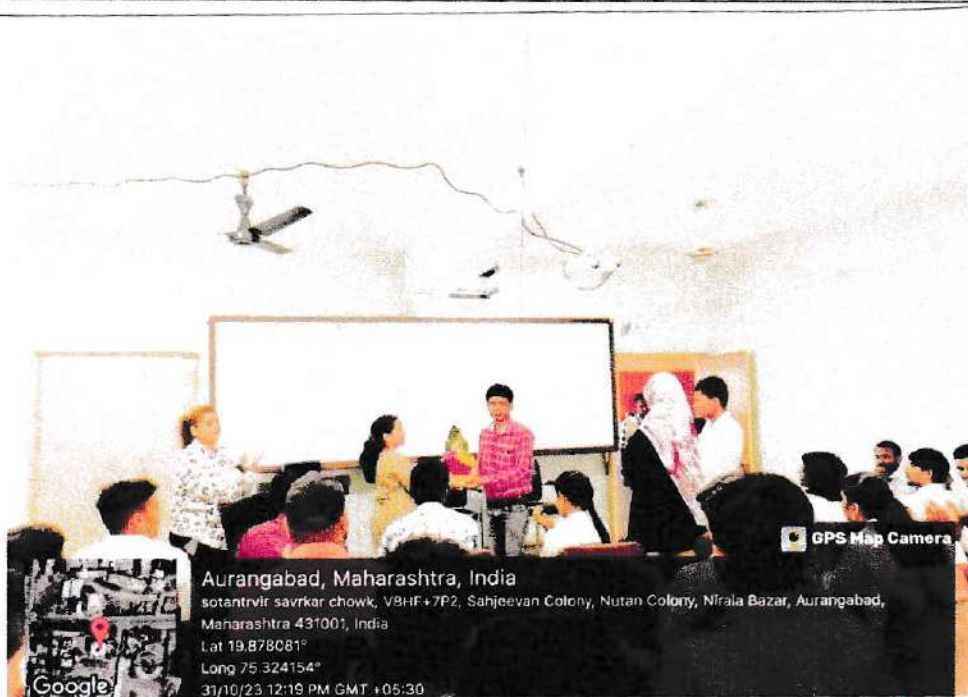 GPS Map Camera
Aurangabad, Maharashtra, India
sotantrvir savrkar chowk, V8HF+7P2, Sahjeevan Colony, Nutan Colony, Nirala Bazar, Aurangabad,
Maharashtra 431001, India
Lat 19.878081°
Long 75.324154°
31/10/23 12:19 PM GMT +05:30
Google